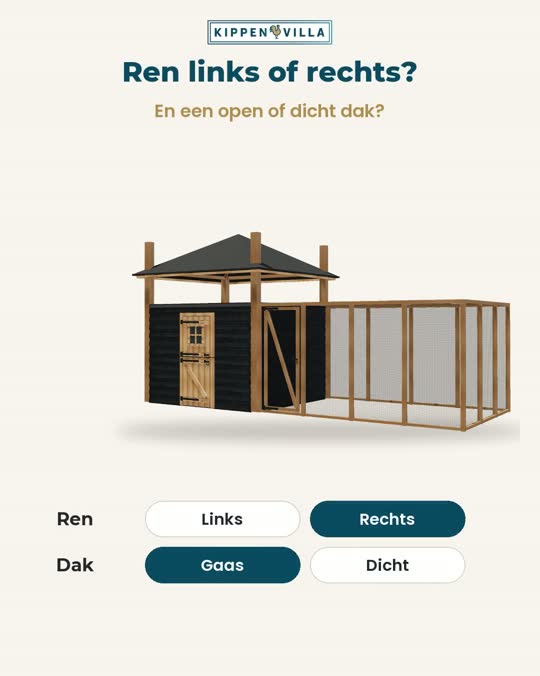 KIPPENVILLA
Ren links of rechts?
En een open of dicht dak?
Ren Links Rechts
Dak Gaas Dicht